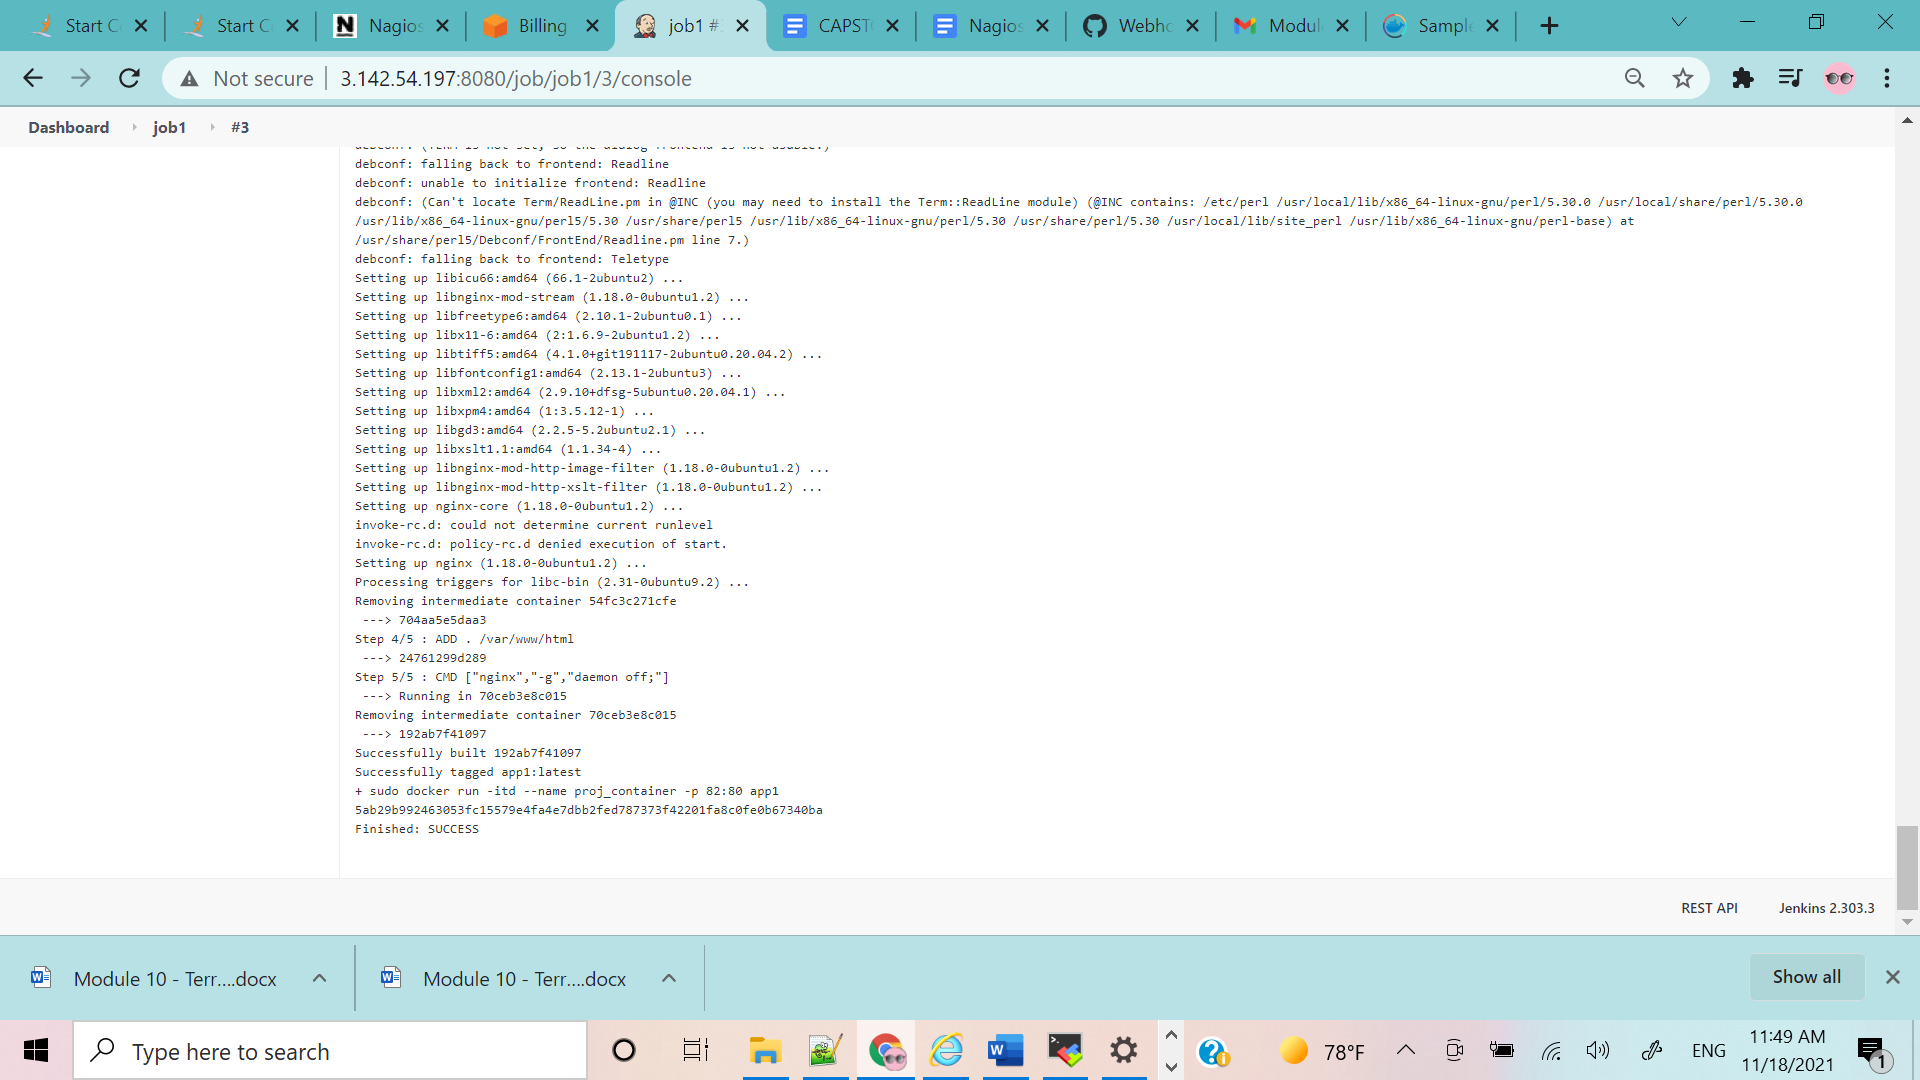 Start C
Start C
Nagios
Billing
job1 #
CAPST
Nagios
Webho
Modul
Sample
Not secure
3.142.54.197:8080/job/job1/3/console
Dashboard
job1
#3
debconf: (TERM is not set, so the dialog frontend is not usable.)
debconf: falling back to frontend: Readline
debconf: unable to initialize frontend: Readline
debconf: (Can't locate Term/ReadLine.pm in @INC (you may need to install the Term::ReadLine module) (@INC contains: /etc/perl /usr/local/lib/x86_64-linux-gnu/perl/5.30.0 /usr/local/share/perl/5.30.0
/usr/lib/x86_64-linux-gnu/perl5/5.30 /usr/share/perl5 /usr/lib/x86_64-linux-gnu/perl/5.30 /usr/share/perl/5.30 /usr/local/lib/site_perl /usr/lib/x86_64-linux-gnu/perl-base) at
/usr/share/perl5/Debconf/FrontEnd/Readline.pm line 7.)
debconf: falling back to frontend: Teletype
Setting up libicu66:amd64 (66.1-2ubuntu2) ...
Setting up libnginx-mod-stream (1.18.0-0ubuntu1.2) ...
Setting up libfreetype6:amd64 (2.10.1-2ubuntu0.1) ...
Setting up libx11-6:amd64 (2:1.6.9-2ubuntu1.2) ...
Setting up libtiff5:amd64 (4.1.0+git191117-2ubuntu0.20.04.2) ...
Setting up libfontconfig1:amd64 (2.13.1-2ubuntu3) ...
Setting up libxml2:amd64 (2.9.10+dfsg-5ubuntu0.20.04.1) ...
Setting up libxpm4:amd64 (1:3.5.12-1) ...
Setting up libgd3:amd64 (2.2.5-5.2ubuntu2.1) ...
Setting up libxslt1.1:amd64 (1.1.34-4) ...
Setting up libnginx-mod-http-image-filter (1.18.0-0ubuntu1.2) ...
Setting up libnginx-mod-http-xslt-filter (1.18.0-0ubuntu1.2) ...
Setting up nginx-core (1.18.0-0ubuntu1.2) ...
invoke-rc.d: could not determine current runlevel
invoke-rc.d: policy-rc.d denied execution of start.
Setting up nginx (1.18.0-0ubuntu1.2) ...
Processing triggers for libc-bin (2.31-0ubuntu9.2) ...
Removing intermediate container 54fc3c271cfe
---> 704aa5e5daa3
Step 4/5 : ADD . /var/www/html
---> 24761299d289
Step 5/5 : CMD ["nginx","-g","daemon off;"]
---> Running in 70ceb3e8c015
Removing intermediate container 70ceb3e8c015
---> 192ab7f41097
Successfully built 192ab7f41097
Successfully tagged app1:latest
+ sudo docker run -itd --name proj_container -p 82:80 app1
5ab29b992463053fc15579e4fa4e7dbb2fed787373f42201fa8c0fe0b67340ba
Finished: SUCCESS
REST API
Jenkins 2.303.3
Module 10 - Terr....docx
Module 10 - Terr....docx
Show all
Type here to search
78°F
ENG
11:49 AM
11/18/2021
1